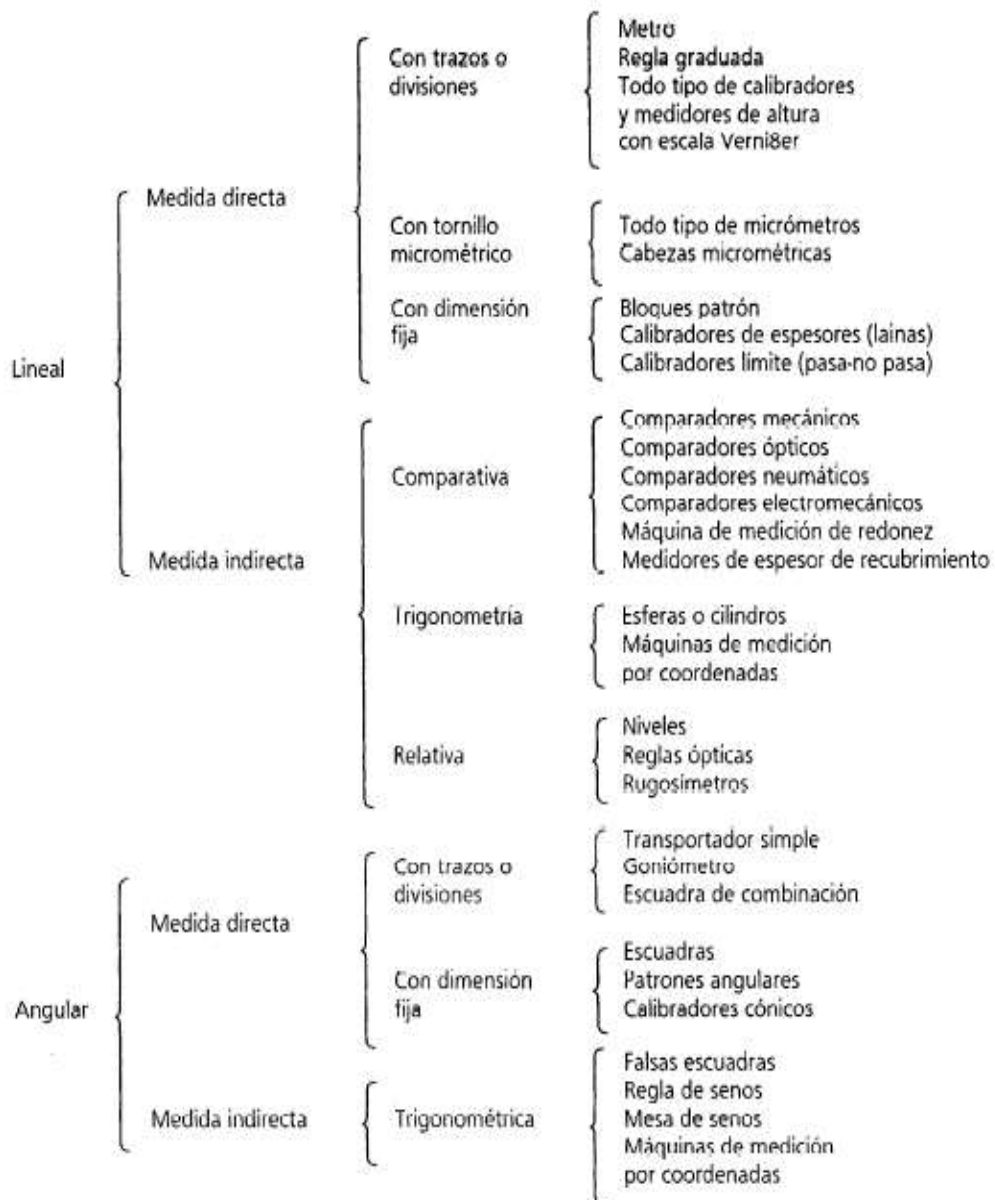 Lineal
Medida directa
Con trazos o
divisiones
Metro
Regla graduada
Todo tipo de calibradores
y medidores de altura
con escala Verni8er
Con tornillo
micrométrico
Todo tipo de micrómetros
Cabezas micrométricas
Con dimensión
fija
Bloques patrón
Calibradores de espesores (lainas)
Calibradores limite (pasa-no pasa)
Medida indirecta
Comparativa
Comparadores mecánicos
Comparadores ópticos
Comparadores neumáticos
Comparadores electromecánicos
Máquina de medición de redonez
Medidores de espesor de recubrimiento
Trigonometría
Esferas o cilindros
Máquinas de medición
por coordenadas
Relativa
Niveles
Reglas ópticas
Rugosímetros
Angular
Medida directa
Con trazos o
divisiones
Transportador simple
Goniómetro
Escuadra de combinación
Con dimensión
fija
Escuadras
Patrones angulares
Calibradores cónicos
Medida indirecta
Trigonométrica
Falsas escuadras
Regla de senos
Mesa de senos
Máquinas de medición
por coordenadas